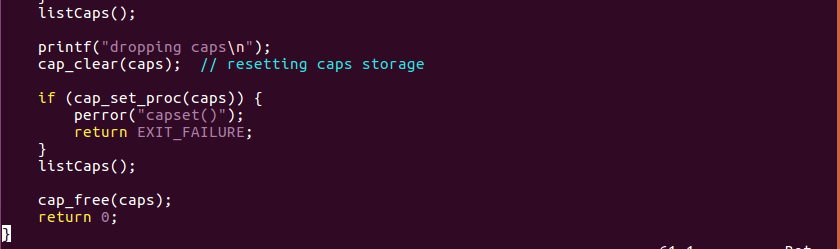 listCaps();
printf("dropping caps\n");
cap_clear(caps);  // resetting caps storage
if (cap_set_proc(caps)) {
perror("capset()");
return EXIT_FAILURE;
}
listCaps();
cap_free(caps);
return 0;
}